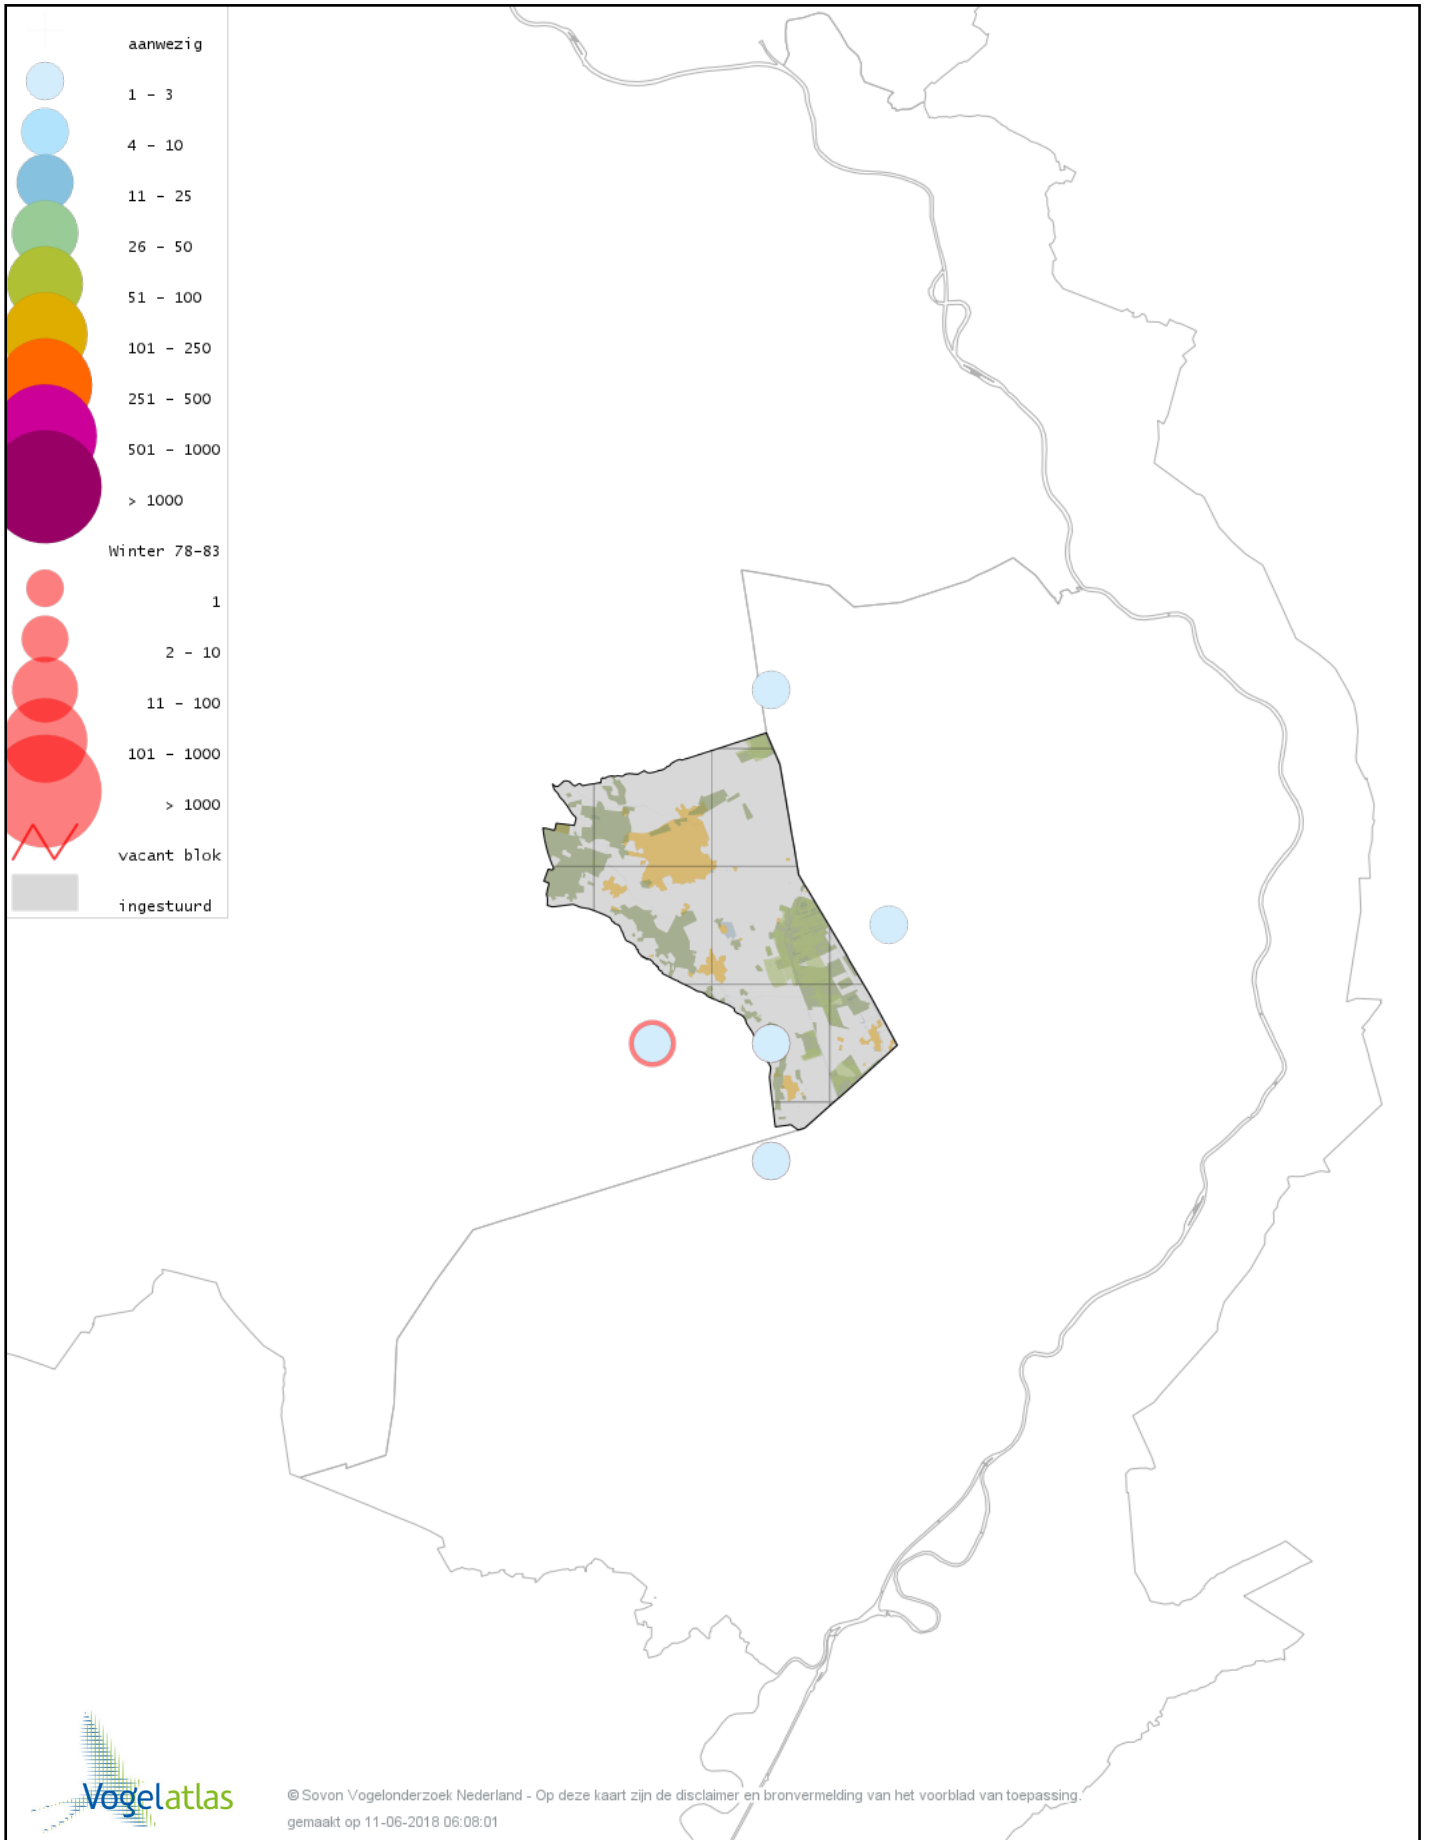 aanwezig
1 - 3
4 - 10
11 - 25
26 - 50
51 - 100
101 - 250
251 - 500
501 - 1000
> 1000
Winter 78-83
1
2 - 10
11 - 100
101 - 1000
> 1000
vacant blok
ingestuurd
Vogelatlas
© Sovon Vogelonderzoek Nederland - Op deze kaart zijn de disclaimer en bronvermelding van het voorblad van toepassing.
gemaakt op 11-06-2018 06:08:01